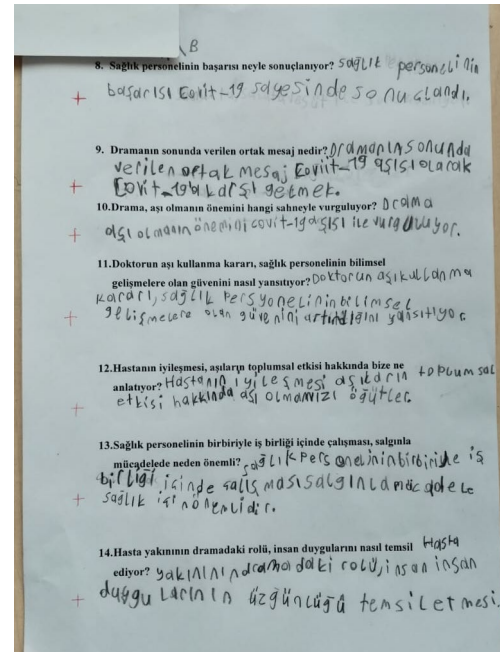 B
8. Sağlık personelinin başarısı neyle sonuçlanıyor? Sağlık personelinin
+ başarısı Covit-19 sayesinde sonuçlandı.
9. Dramanın sonunda verilen ortak mesaj nedir? Dramanın sonunda
verilen ortak mesaj Coviit-19 aşısı olarak
+ Covit-19'a karşı gelmek.
10.Drama, aşı olmanın önemini hangi sahneyle vurguluyor? Drama
+ aşı olmanın önemini covit-19 aşısı ile vurguluyor.
11.Doktorun aşı kullanma kararı, sağlık personelinin bilimsel
gelişmelere olan güvenini nasıl yansıtıyor? Doktorun aşı kullanma
kararı, sağlık persyonelinin bilimsel
+ gelişmelere olan güvenini artırdığını yansıtıyor.
12.Hastanın iyileşmesi, aşıların toplumsal etkisi hakkında bize ne
anlatıyor? Hastanın iyileşmesi aşıların toplumsal
+ etkisi hakkında aşı olmamızı öğütler.
13.Sağlık personelinin birbiriyle iş birliği içinde çalışması, salgınla
mücadelede neden önemli? sağlık personelinin birbiriyle iş
birliği içinde salışması salgınla mücadele
+ sağlık için önemlidir.
14.Hasta yakınının dramadaki rolü, insan duygularını nasıl temsil Hasta
ediyor? yakınının dramadaki rolü, insan insan
+ duygularının üzgünlüğü temsil etmesi.